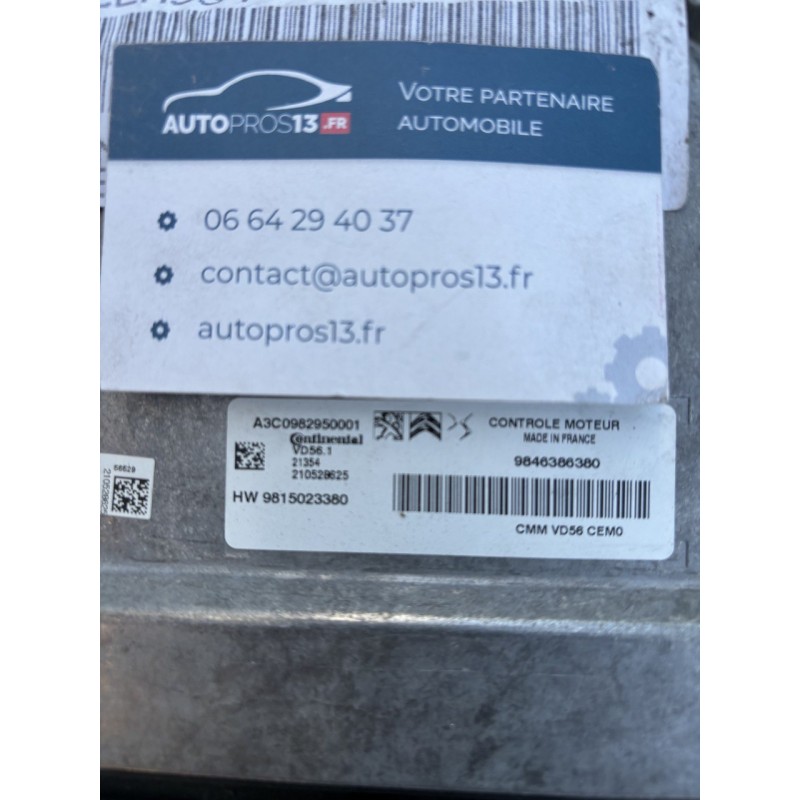 AUTOPROS13.FR
VOTRE PARTENAIRE
AUTOMOBILE
06 64 29 40 37
contact@autopros13.fr
autopros13.fr
A3C0982950001
Continental
VD56.1
21354
210528625
HW 9815023380
CONTROLE MOTEUR
MADE IN FRANCE
9846386380
CMM VD56 CEM0